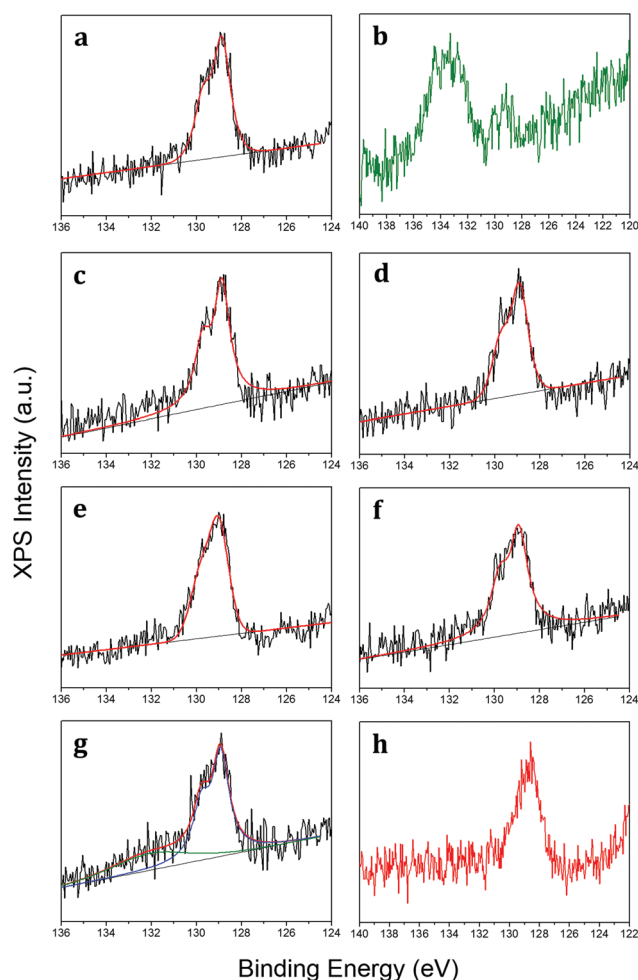 a
b
136 134 132 130 128 126 124
140 138 136 134 132 130 128 126 124 122 120
c
d
136 134 132 130 128 126 124
136 134 132 130 128 126 124
e
f
136 134 132 130 128 126 124
136 134 132 130 128 126 124
g
h
136 134 132 130 128 126 124
140 138 136 134 132 130 128 126 124 122
XPS Intensity (a.u.)
Binding Energy (eV)